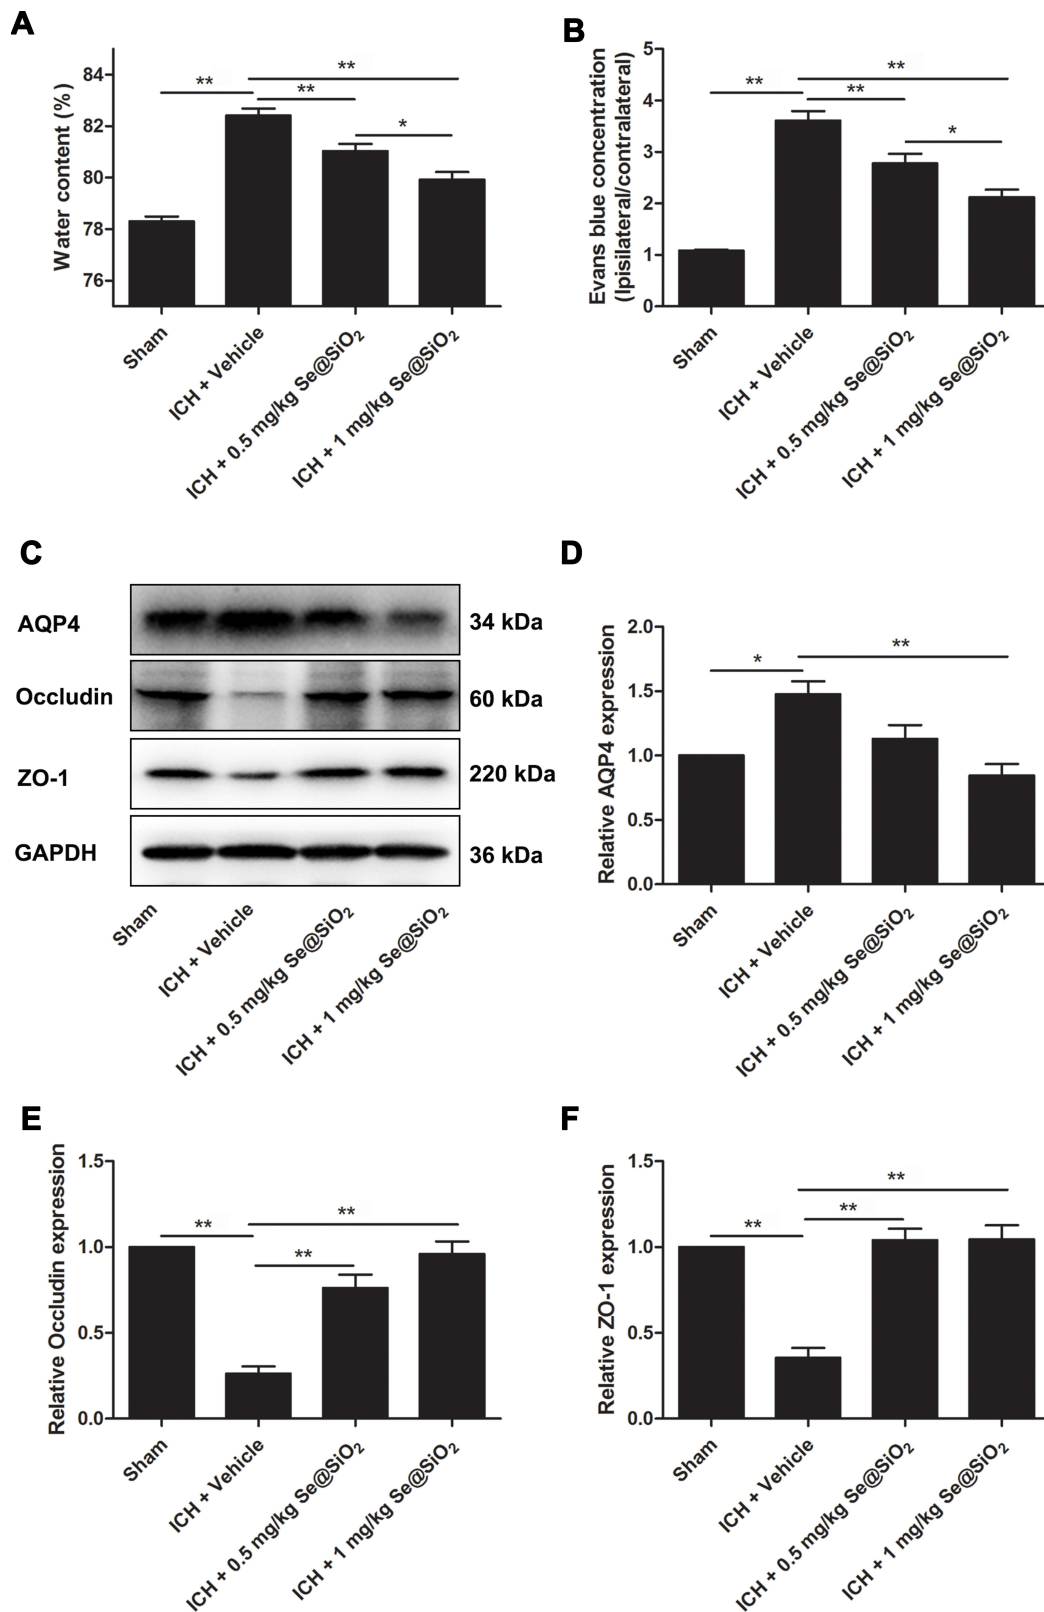 A
Water content (%)
84
82
80
78
76
**
**
**
*
Sham
ICH + Vehicle
ICH + 0.5 mg/kg Se@SiO2
ICH + 1 mg/kg Se@SiO2
B
Evans blue concentration
(Ipisilateral/contralateral)
5
4
3
2
1
0
**
**
**
*
Sham
ICH + Vehicle
ICH + 0.5 mg/kg Se@SiO2
ICH + 1 mg/kg Se@SiO2
C
AQP4
34 kDa
Occludin
60 kDa
ZO-1
220 kDa
GAPDH
36 kDa
Sham
ICH + Vehicle
ICH + 0.5 mg/kg Se@SiO2
ICH + 1 mg/kg Se@SiO2
D
Relative AQP4 expression
2.0
1.5
1.0
0.5
0.0
*
**
Sham
ICH + Vehicle
ICH + 0.5 mg/kg Se@SiO2
ICH + 1 mg/kg Se@SiO2
E
Relative Occludin expression
1.5
1.0
0.5
0.0
**
**
**
Sham
ICH + Vehicle
ICH + 0.5 mg/kg Se@SiO2
ICH + 1 mg/kg Se@SiO2
F
Relative ZO-1 expression
1.5
1.0
0.5
0.0
**
**
**
Sham
ICH + Vehicle
ICH + 0.5 mg/kg Se@SiO2
ICH + 1 mg/kg Se@SiO2